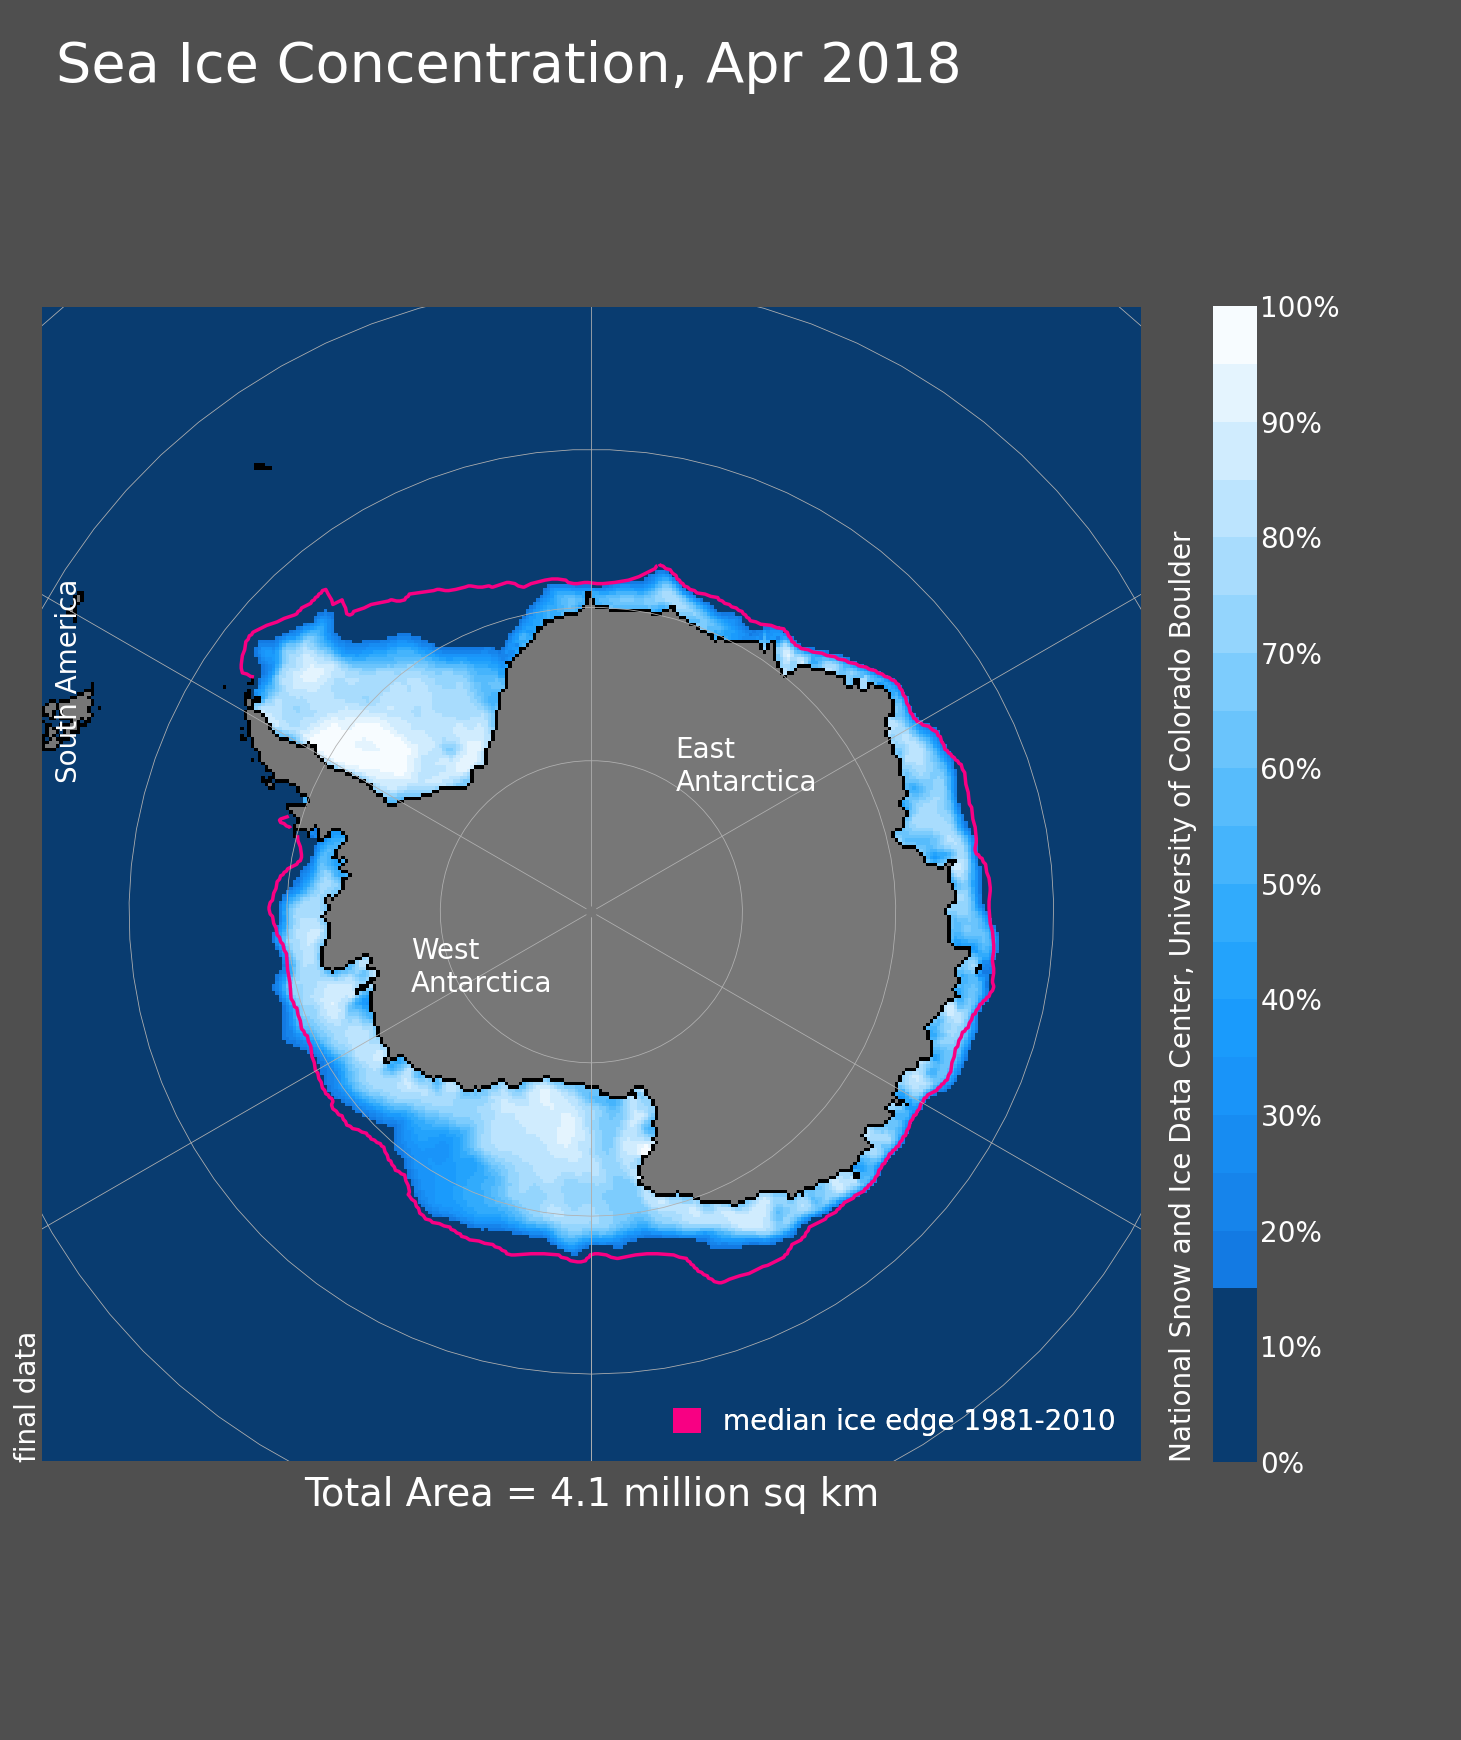 Sea Ice Concentration, Apr 2018
South America
East
Antarctica
West
Antarctica
median ice edge 1981-2010
final data
Total Area = 4.1 million sq km
National Snow and Ice Data Center, University of Colorado Boulder
100%
90%
80%
70%
60%
50%
40%
30%
20%
10%
0%